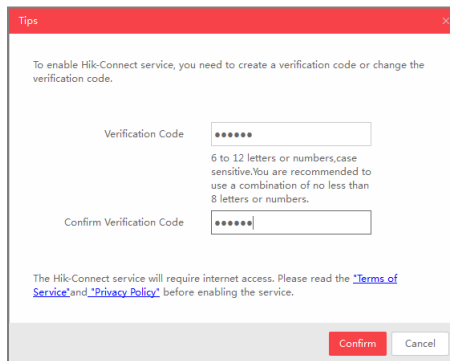 Tips
To enable Hik-Connect service, you need to create a verification code or change the
verification code.
Verification Code ●●●●●●
6 to 12 letters or numbers,case
sensitive.You are recommended to
use a combination of no less than
8 letters or numbers.
Confirm Verification Code ●●●●●●
The Hik-Connect service will require internet access. Please read the "Terms of
Service"and "Privacy Policy" before enabling the service.
Confirm Cancel